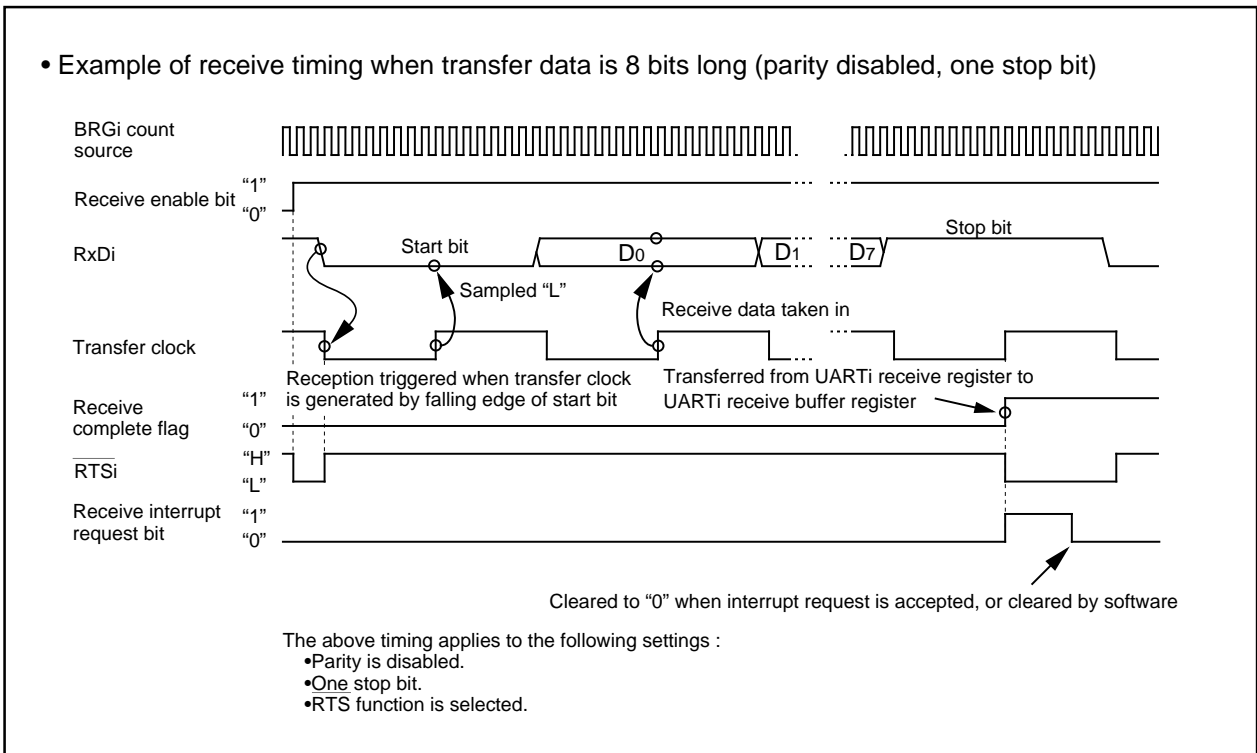 • Example of receive timing when transfer data is 8 bits long (parity disabled, one stop bit)
BRGi count
source
Receive enable bit
“1”
“0”
RxDi
Start bit
D0
D1
D7
Stop bit
Sampled “L”
Receive data taken in
Transfer clock
Reception triggered when transfer clock
is generated by falling edge of start bit
Transferred from UARTi receive register to
UARTi receive buffer register
Receive
complete flag
“1”
“0”
RTSi
“H”
“L”
Receive interrupt
request bit
“1”
“0”
Cleared to “0” when interrupt request is accepted, or cleared by software
The above timing applies to the following settings :
•Parity is disabled.
•One stop bit.
•RTS function is selected.